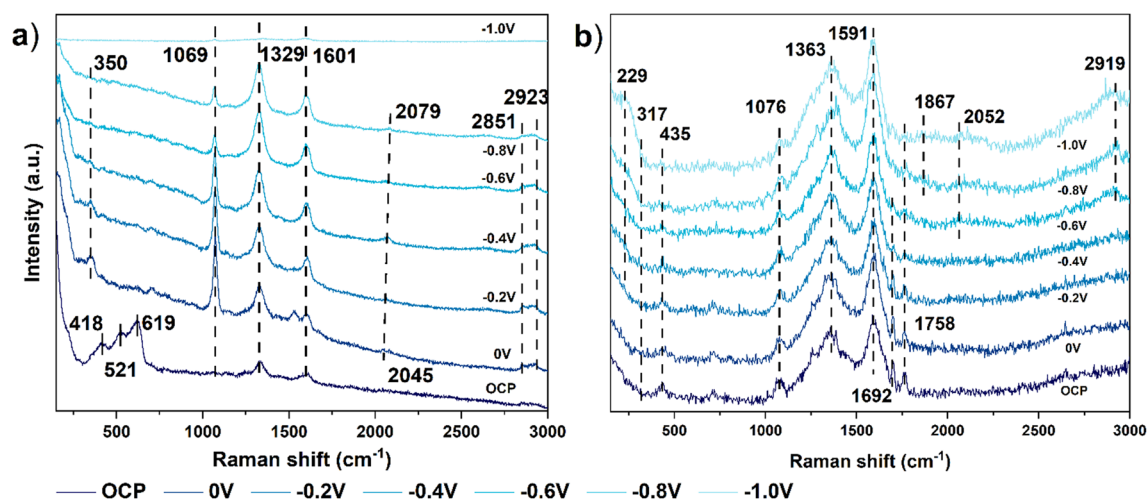 a)
350
1069
1329
1601
-1.0V
2079
2923
2851
-0.8V
-0.6V
-0.4V
-0.2V
0V
2045
OCP
418
521
619
Intensity (a.u.)
500
1000
1500
2000
2500
3000
Raman shift (cm⁻¹)
b)
229
317
435
1076
1363
1591
1867
2052
2919
-1.0V
-0.8V
-0.6V
-0.4V
-0.2V
1758
0V
1692
OCP
500
1000
1500
2000
2500
3000
Raman shift (cm⁻¹)
OCP 0V -0.2V -0.4V -0.6V -0.8V -1.0V